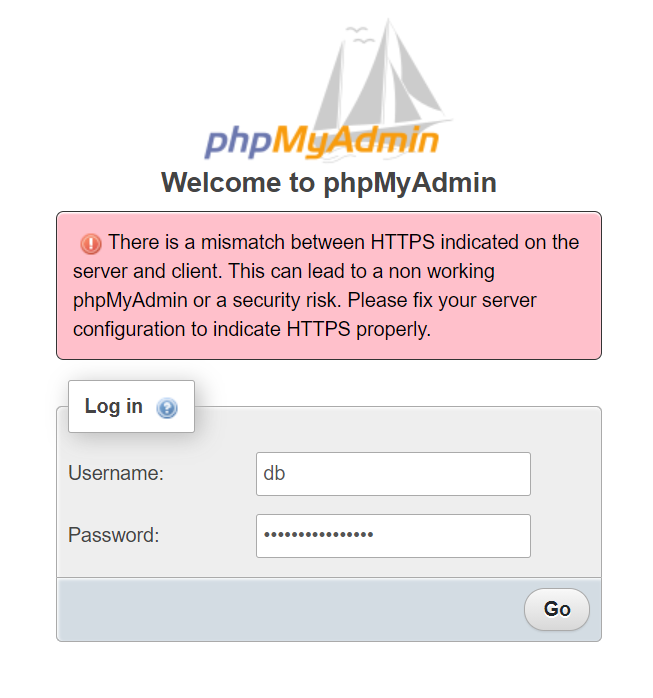 phpMyAdmin
Welcome to phpMyAdmin
There is a mismatch between HTTPS indicated on the
server and client. This can lead to a non working
phpMyAdmin or a security risk. Please fix your server
configuration to indicate HTTPS properly.
Log in
Username:
db
Password:
••••••••••••••••
Go